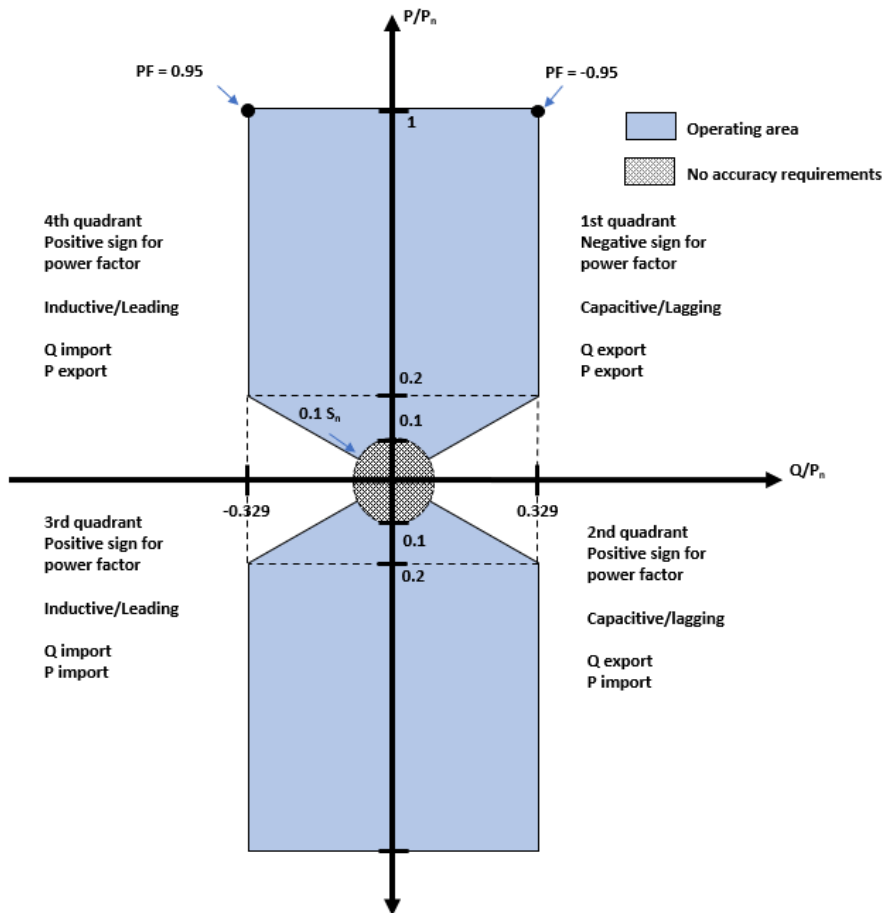 P/Pn
PF = 0.95
PF = -0.95
1
Operating area
No accuracy requirements
4th quadrant
Positive sign for
power factor
Inductive/Leading
Q import
P export
1st quadrant
Negative sign for
power factor
Capacitive/Lagging
Q export
P export
0.2
0.1 Sn
0.1
Q/Pn
-0.329
0.329
3rd quadrant
Positive sign for
power factor
Inductive/Leading
Q import
P import
0.1
0.2
2nd quadrant
Positive sign for
power factor
Capacitive/lagging
Q export
P import